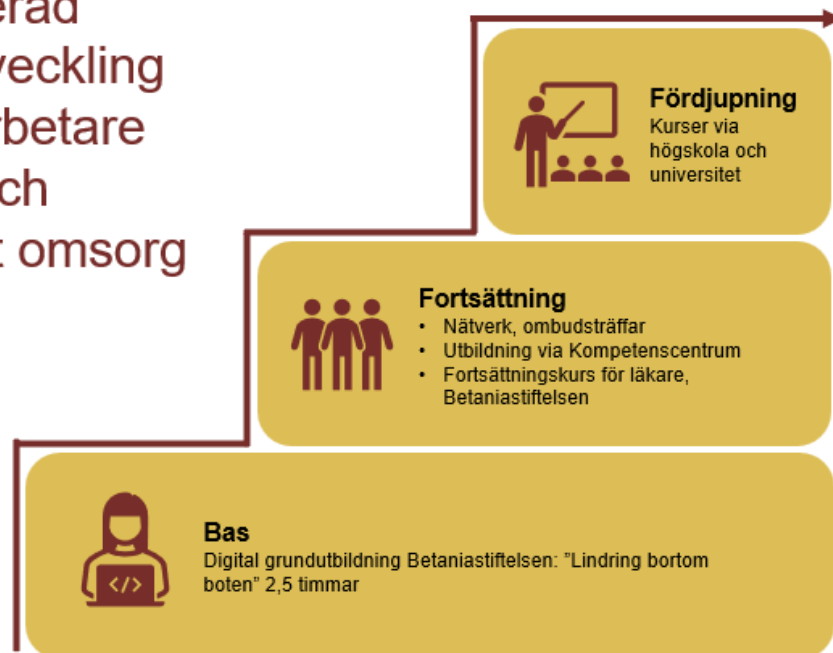 erad
veckling
rbetare
ch
t omsorg
Fördjupning
Kurser via
högskola och
universitet
Fortsättning
• Nätverk, ombudsträffar
• Utbildning via Kompetenscentrum
• Fortsättningskurs för läkare,
Betaniastiftelsen
Bas
Digital grundutbildning Betaniastiftelsen: ”Lindring bortom
boten” 2,5 timmar
</>